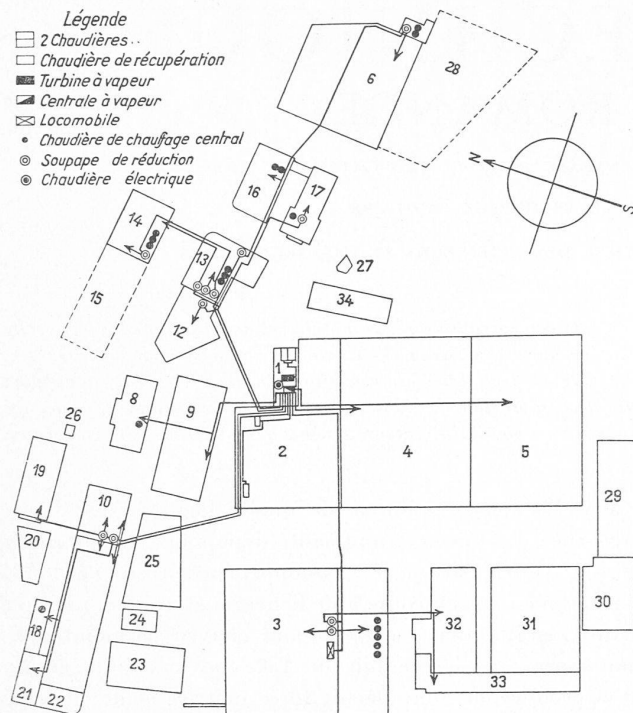 Légende
2 Chaudières ..
Chaudière de récupération
Turbine à vapeur
Centrale à vapeur
Locomobile
Chaudière de chauffage central
Soupape de réduction
Chaudière électrique
6
28
N
S
16
17
14
13
15
12
27
34
1
8
9
26
2
4
5
19
10
29
20
25
18
24
3
32
31
30
23
33
21
22